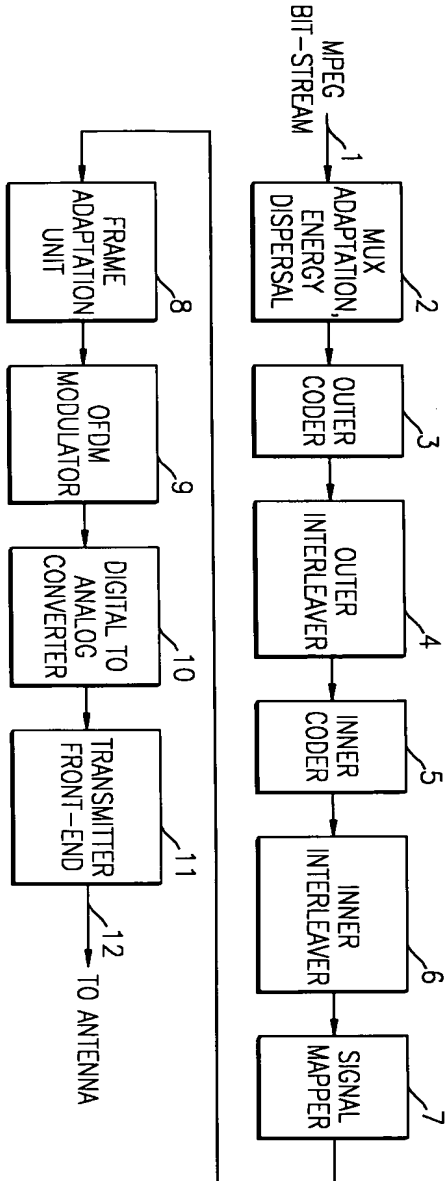 MPEG
BIT-STREAM
1
MUX
ADAPTATION,
ENERGY
DISPERSAL
2
OUTER
CODER
3
OUTER
INTERLEAVER
4
INNER
CODER
5
INNER
INTERLEAVER
6
SIGNAL
MAPPER
7
FRAME
ADAPTATION
UNIT
8
OFDM
MODULATOR
9
DIGITAL TO
ANALOG
CONVERTER
10
TRANSMITTER
FRONT-END
11
12
TO ANTENNA